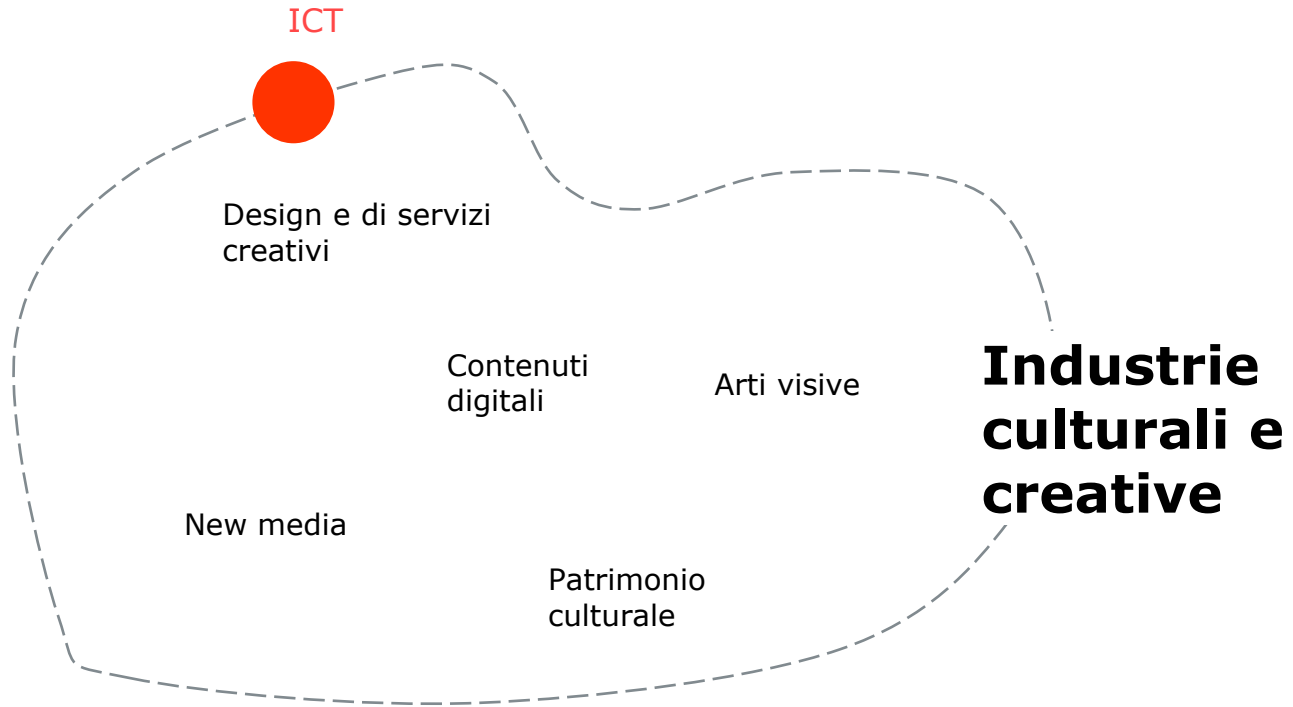 ICT
Design e di servizi
creativi
Contenuti
digitali
Arti visive
Industrie
culturali e
creative
New media
Patrimonio
culturale